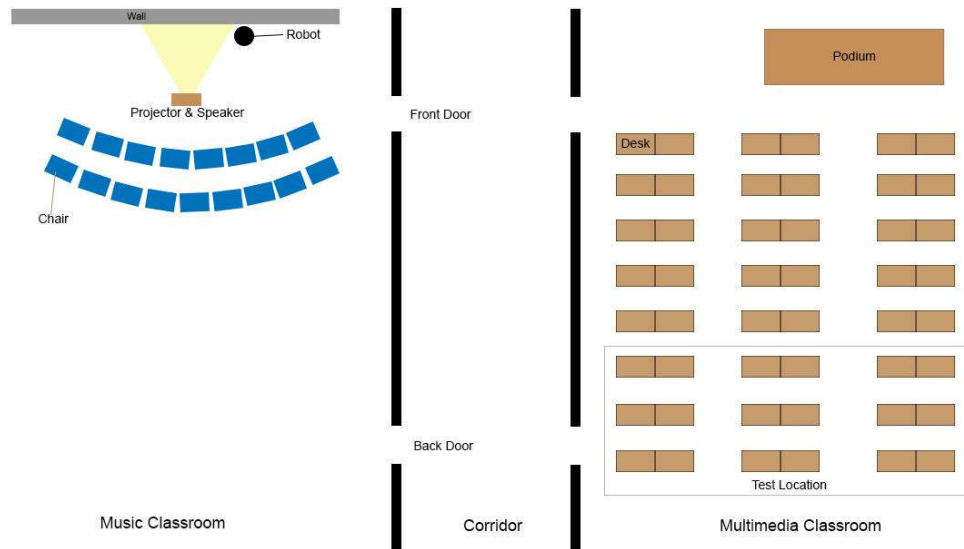 Wall
Robot
Podium
Projector & Speaker
Front Door
Desk
Chair
Back Door
Test Location
Music Classroom
Corridor
Multimedia Classroom